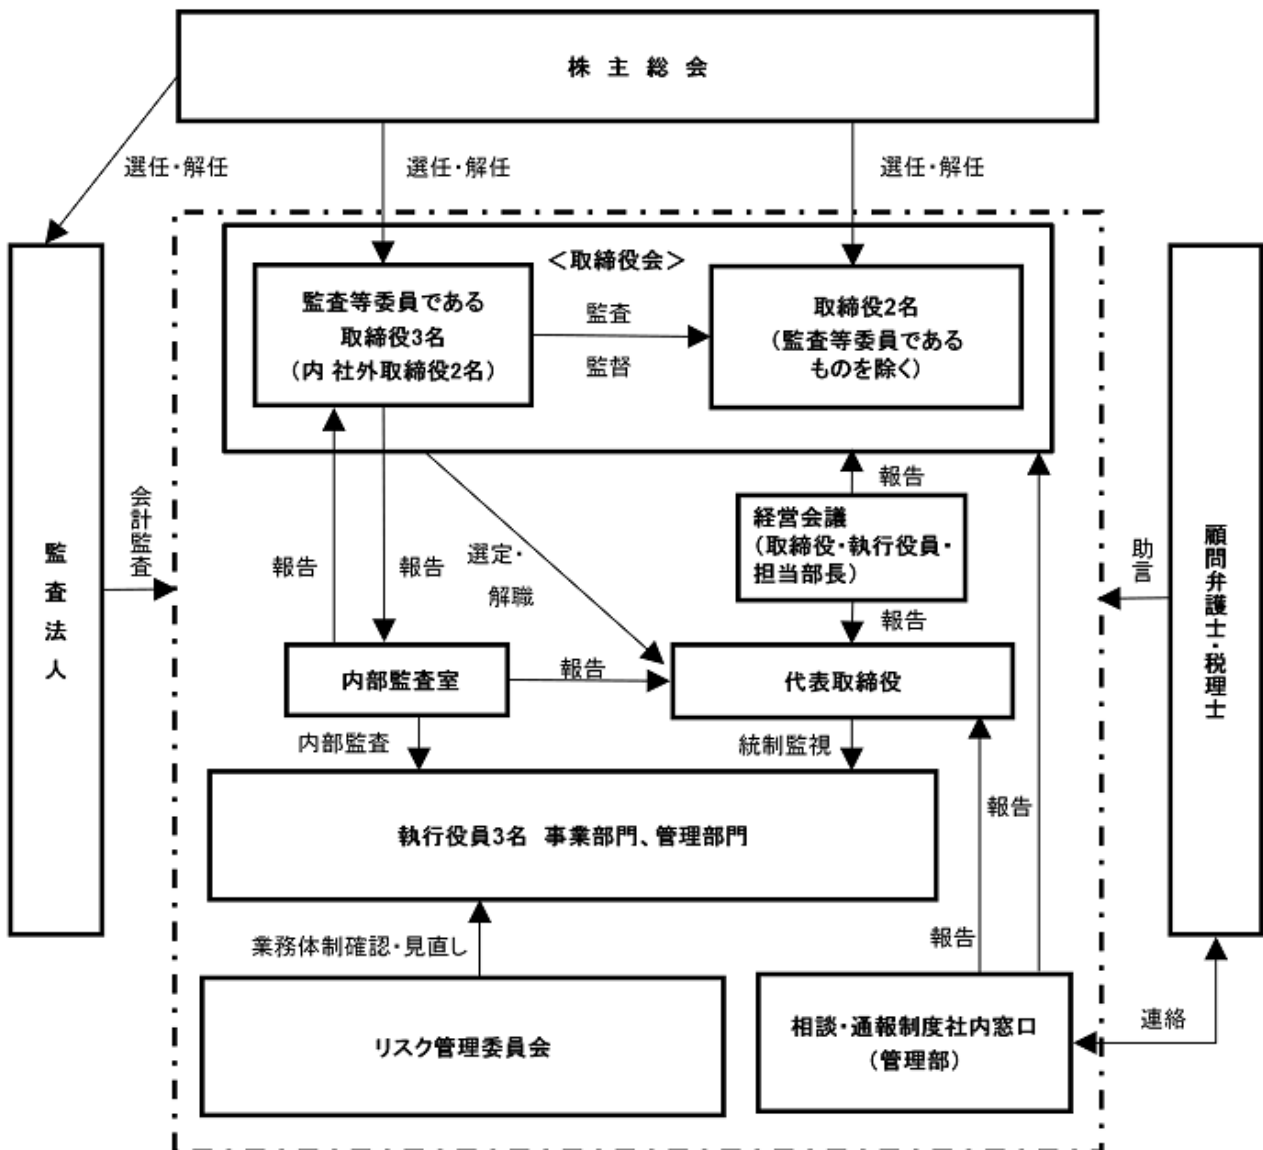 株 主 総 会
選任・解任
選任・解任
選任・解任
＜取締役会＞
監査等委員である
取締役3名
（内 社外取締役2名）
監査
監督
取締役2名
（監査等委員である
ものを除く）
監査法人
会計監査
報告
報告
選定・
解職
報告
経営会議
（取締役・執行役員・
担当部長）
報告
助言
顧問弁護士・税理士
内部監査室
報告
代表取締役
内部監査
統制監視
執行役員3名 事業部門、管理部門
報告
報告
業務体制確認・見直し
リスク管理委員会
相談・通報制度社内窓口
（管理部）
連絡